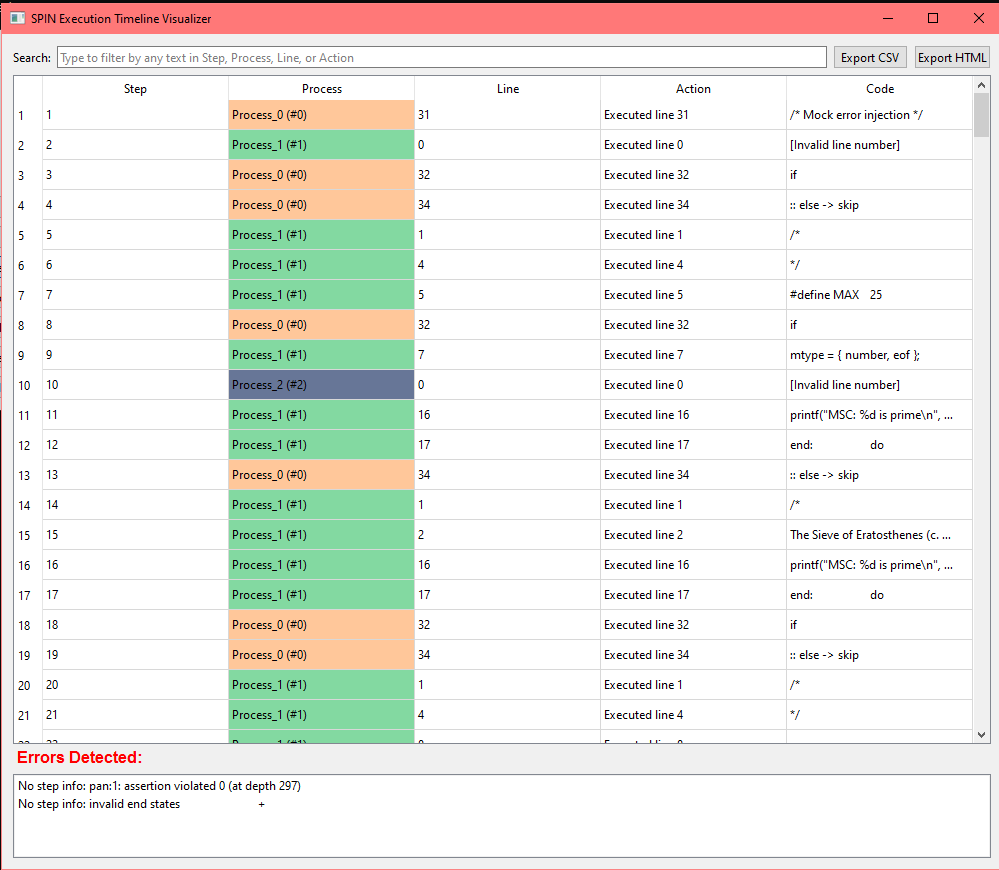 SPIN Execution Timeline Visualizer
Search: Type to filter by any text in Step, Process, Line, or Action Export CSV Export HTML
Step Process Line Action Code
1 1 Process_0 (#0) 31 Executed line 31 /* Mock error injection */
2 2 Process_1 (#1) 0 Executed line 0 [Invalid line number]
3 3 Process_0 (#0) 32 Executed line 32 if
4 4 Process_0 (#0) 34 Executed line 34 :: else -> skip
5 5 Process_1 (#1) 1 Executed line 1 /*
6 6 Process_1 (#1) 4 Executed line 4 */
7 7 Process_1 (#1) 5 Executed line 5 #define MAX 25
8 8 Process_0 (#0) 32 Executed line 32 if
9 9 Process_1 (#1) 7 Executed line 7 mtype = { number, eof };
10 10 Process_2 (#2) 0 Executed line 0 [Invalid line number]
11 11 Process_1 (#1) 16 Executed line 16 printf("MSC: %d is prime\n", ...
12 12 Process_1 (#1) 17 Executed line 17 end: do
13 13 Process_0 (#0) 34 Executed line 34 :: else -> skip
14 14 Process_1 (#1) 1 Executed line 1 /*
15 15 Process_1 (#1) 2 Executed line 2 The Sieve of Eratosthenes (c. ...
16 16 Process_1 (#1) 16 Executed line 16 printf("MSC: %d is prime\n", ...
17 17 Process_1 (#1) 17 Executed line 17 end: do
18 18 Process_0 (#0) 32 Executed line 32 if
19 19 Process_0 (#0) 34 Executed line 34 :: else -> skip
20 20 Process_1 (#1) 1 Executed line 1 /*
21 21 Process_1 (#1) 4 Executed line 4 */
Errors Detected:
No step info: pan:1: assertion violated 0 (at depth 297)
No step info: invalid end states +